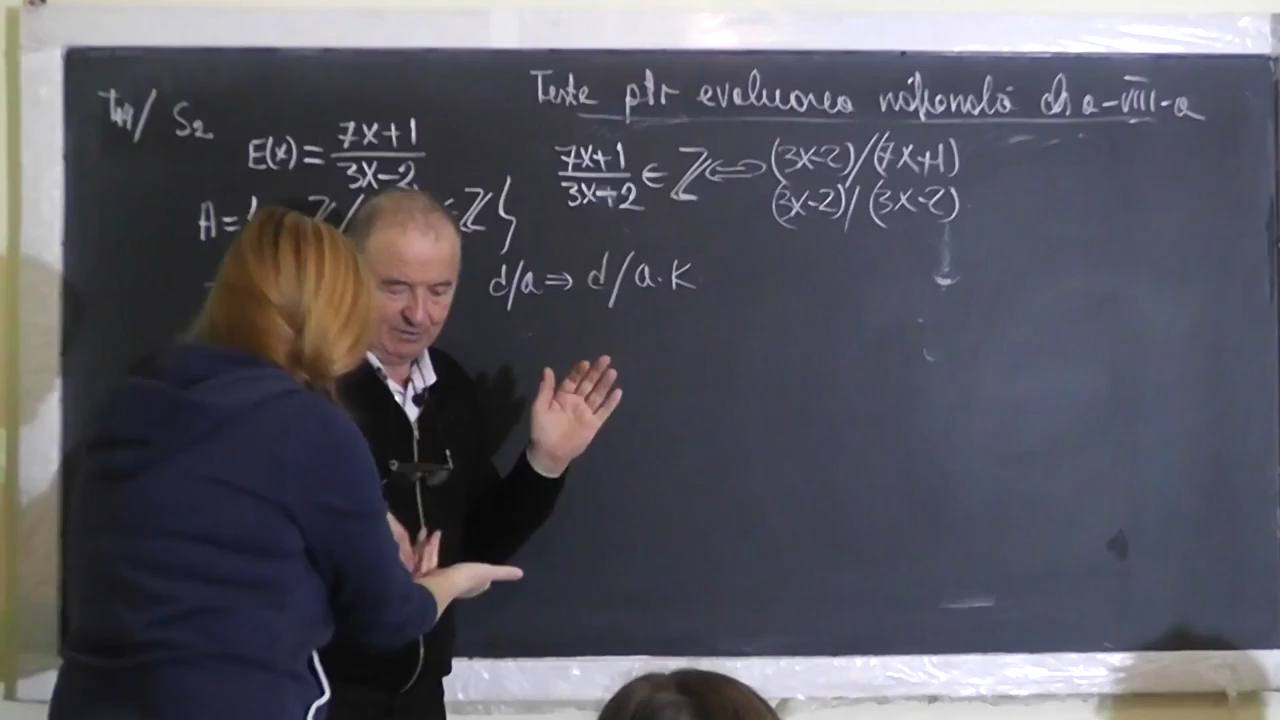 T41/ S2
Teste ptr evaluarea națională cls a-VIII-a
E(x) = 7x+1 / 3x-2
7x+1 / 3x+2 ∈ ℤ ⇔ (3x-2)/(7x+1)
(3x-2)/(3x-2)
A={ ℤ / ∈ℤ}
d/a ⇒ d/a·K